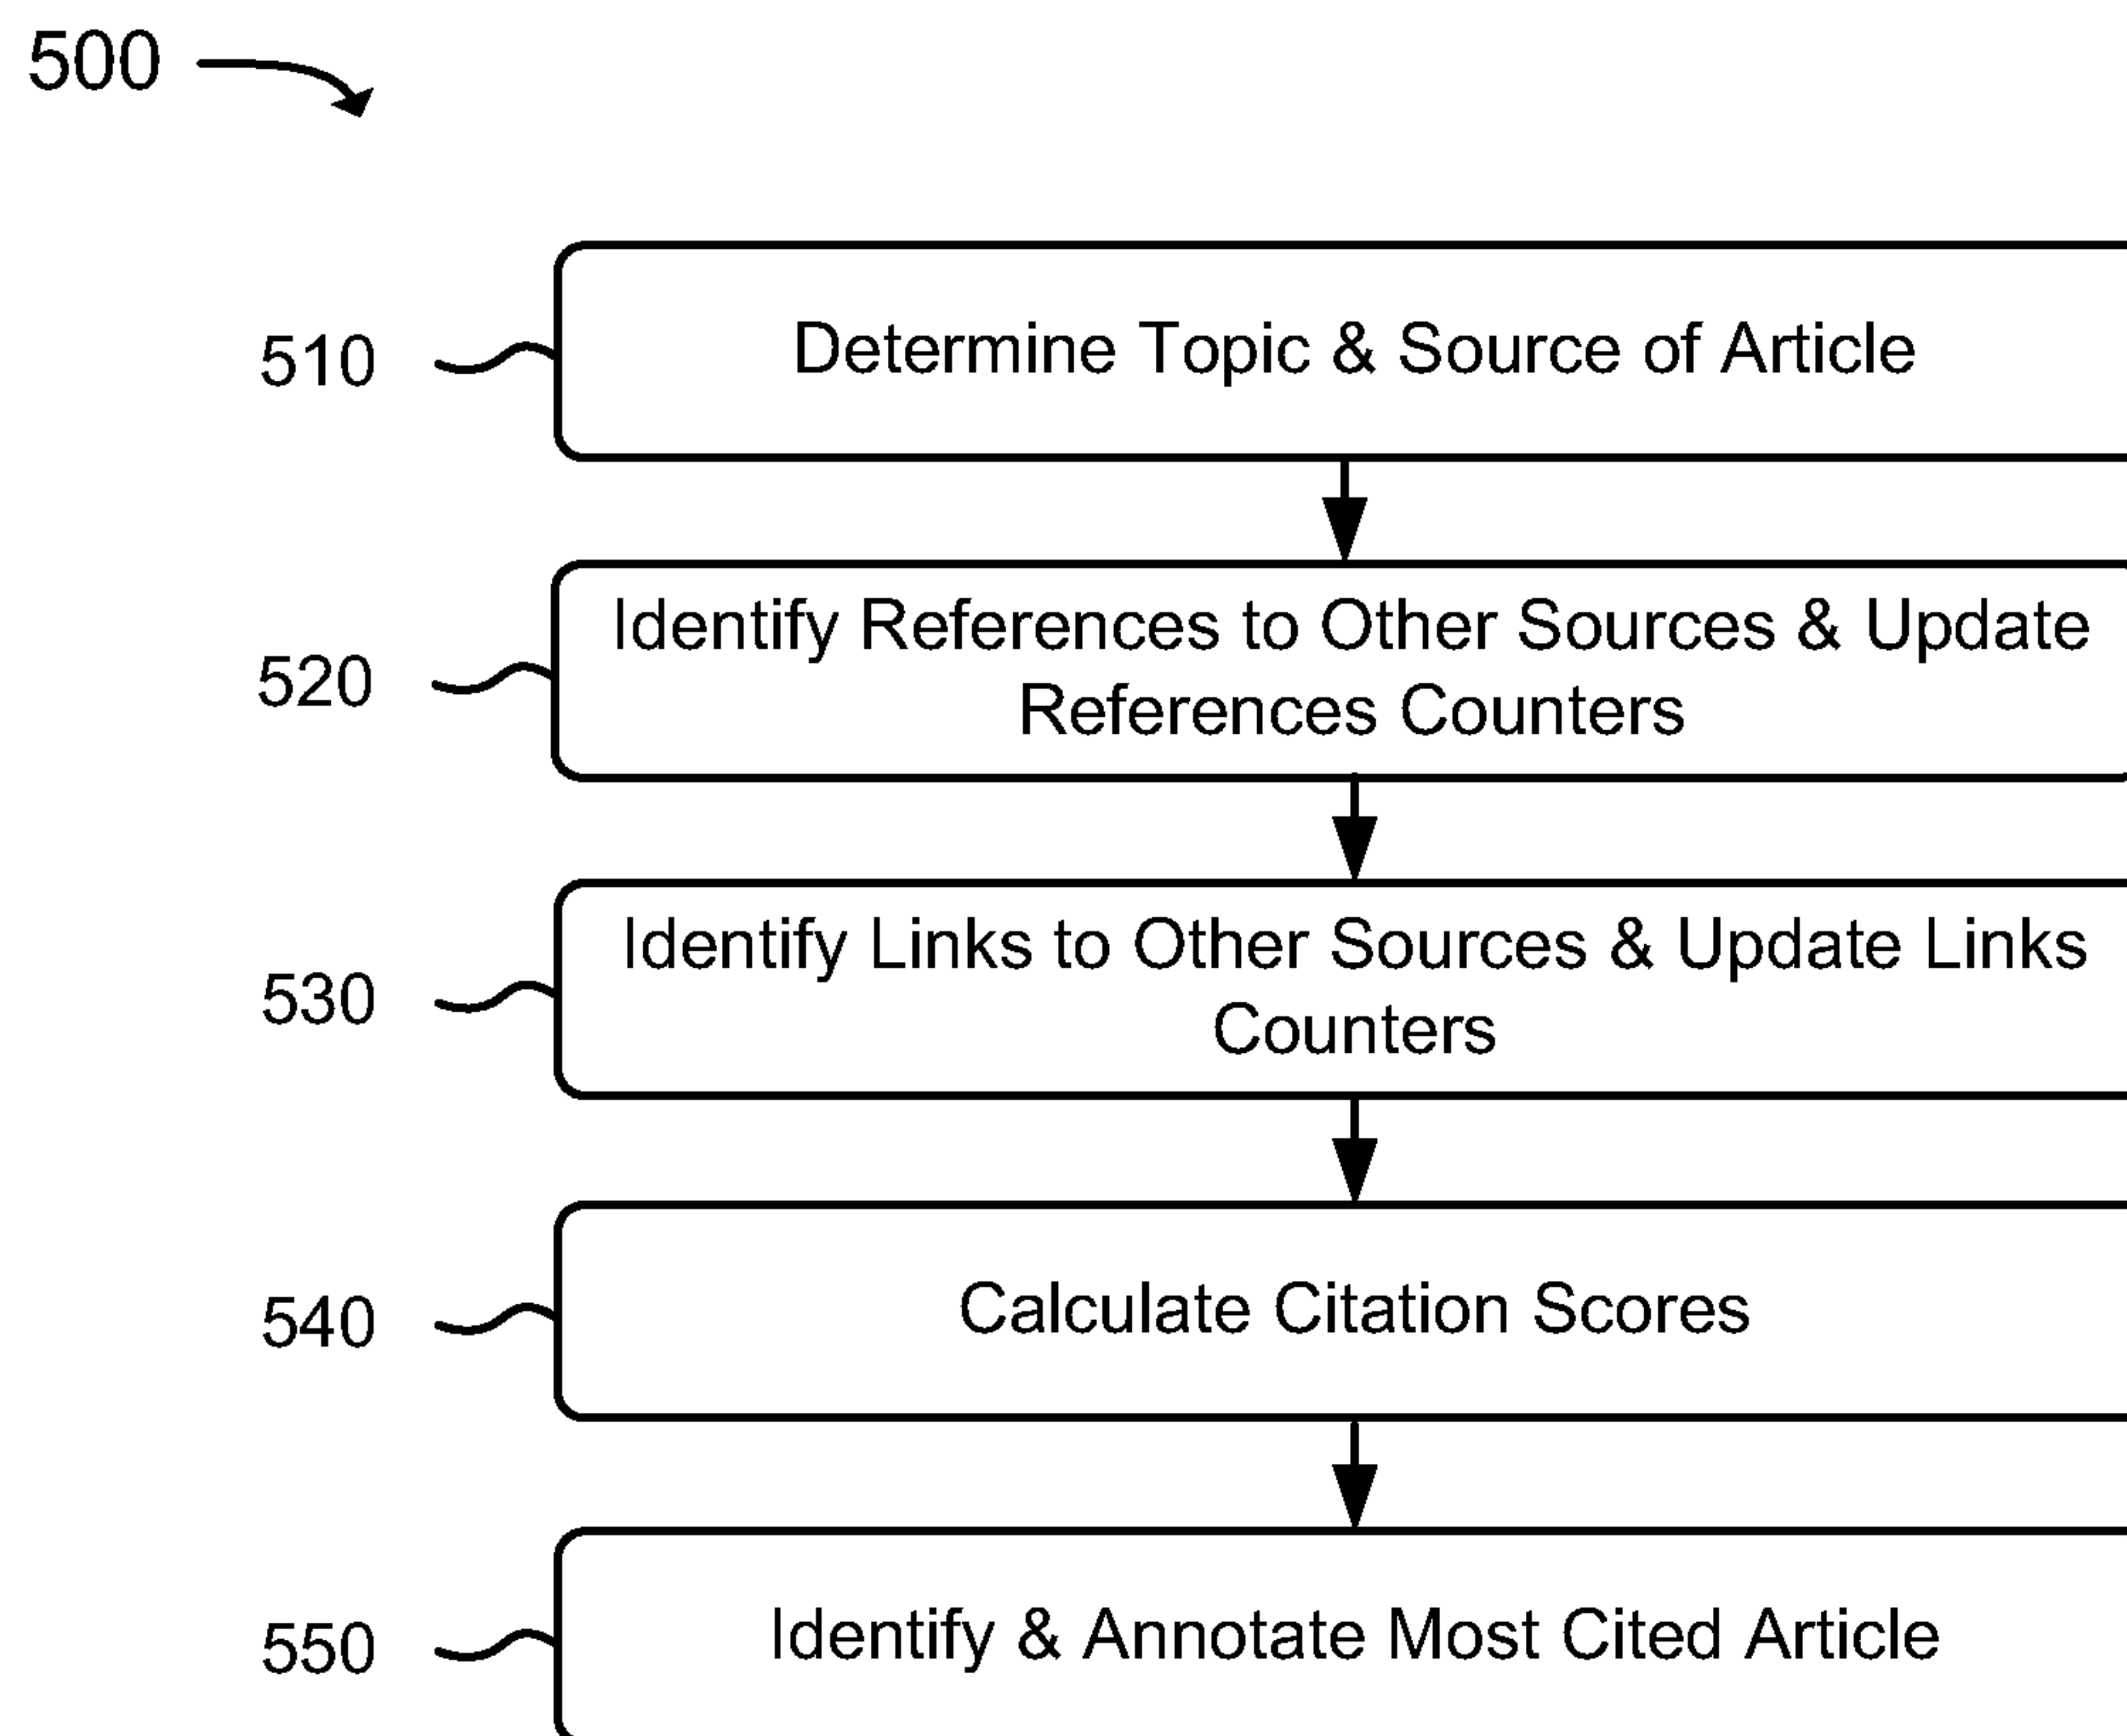 500
510
Determine Topic & Source of Article
520
Identify References to Other Sources & Update
References Counters
530
Identify Links to Other Sources & Update Links
Counters
540
Calculate Citation Scores
550
Identify & Annotate Most Cited Article